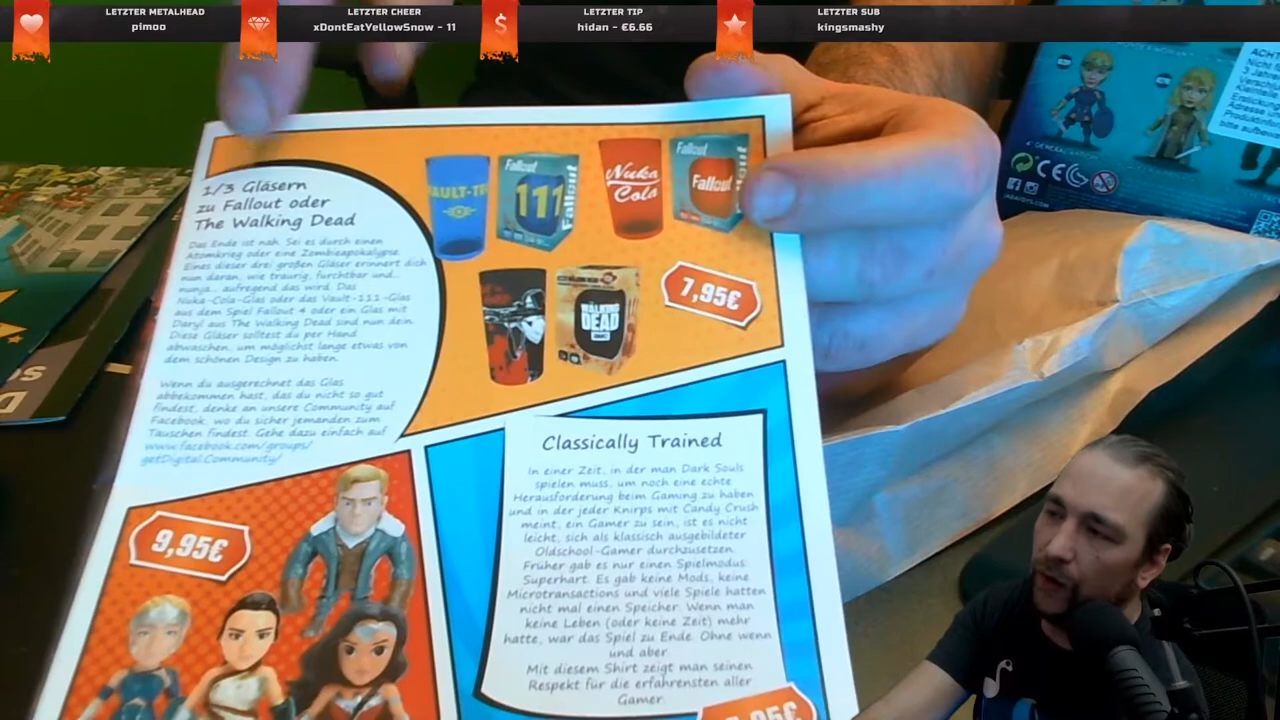 LETZTER METALHEAD
pimoo
LETZTER CHEER
xDontEatYellowSnow - 11
LETZTER TIP
hidan - €6.66
LETZTER SUB
kingsmashy
1/3 Gläsern
zu Fallout oder
The Walking Dead
Das Ende ist nah. Sei es durch einen
Atomkrieg oder eine Zombieapokalypse.
Eines dieser drei großen Gläser erinnert dich
nun daran, wie traurig, furchtbar und...
nunja... aufregend das wird. Das
Nuka-Cola-Glas oder das Vault-111-Glas
aus dem Spiel Fallout 4 oder ein Glas mit
Daryl aus The Walking Dead sind nun dein.
Diese Gläser solltest du per Hand
abwaschen, um möglichst lange etwas von
dem schönen Design zu haben.
Wenn du ausgerechnet das Glas
abbekommen hast, das du nicht so gut
findest, denke an unsere Community auf
Facebook, wo du sicher jemanden zum
Tauschen findest. Gehe dazu einfach auf
www.facebook.com/groups/
getDigital.Community/
VAULT-TE
Fallout
111
Fallout
Nuka
Cola
Fallout
Fallout
THE
WALKING
DEAD
7,95€
9,95€
Classically Trained
In einer Zeit, in der man Dark Souls
spielen muss, um noch eine echte
Herausforderung beim Gaming zu haben
und in der jeder Knirps mit Candy Crush
meint, ein Gamer zu sein, ist es nicht
leicht, sich als klassisch ausgebildeter
Oldschool-Gamer durchzusetzen.
Früher gab es nur einen Spielmodus:
Superhart. Es gab keine Mods, keine
Microtransactions und viele Spiele hatten
nicht mal einen Speicher. Wenn man
keine Leben (oder keine Zeit) mehr
hatte, war das Spiel zu Ende. Ohne wenn
und aber.
Mit diesem Shirt zeigt man seinen
Respekt für die erfahrensten aller
Gamer.
CE